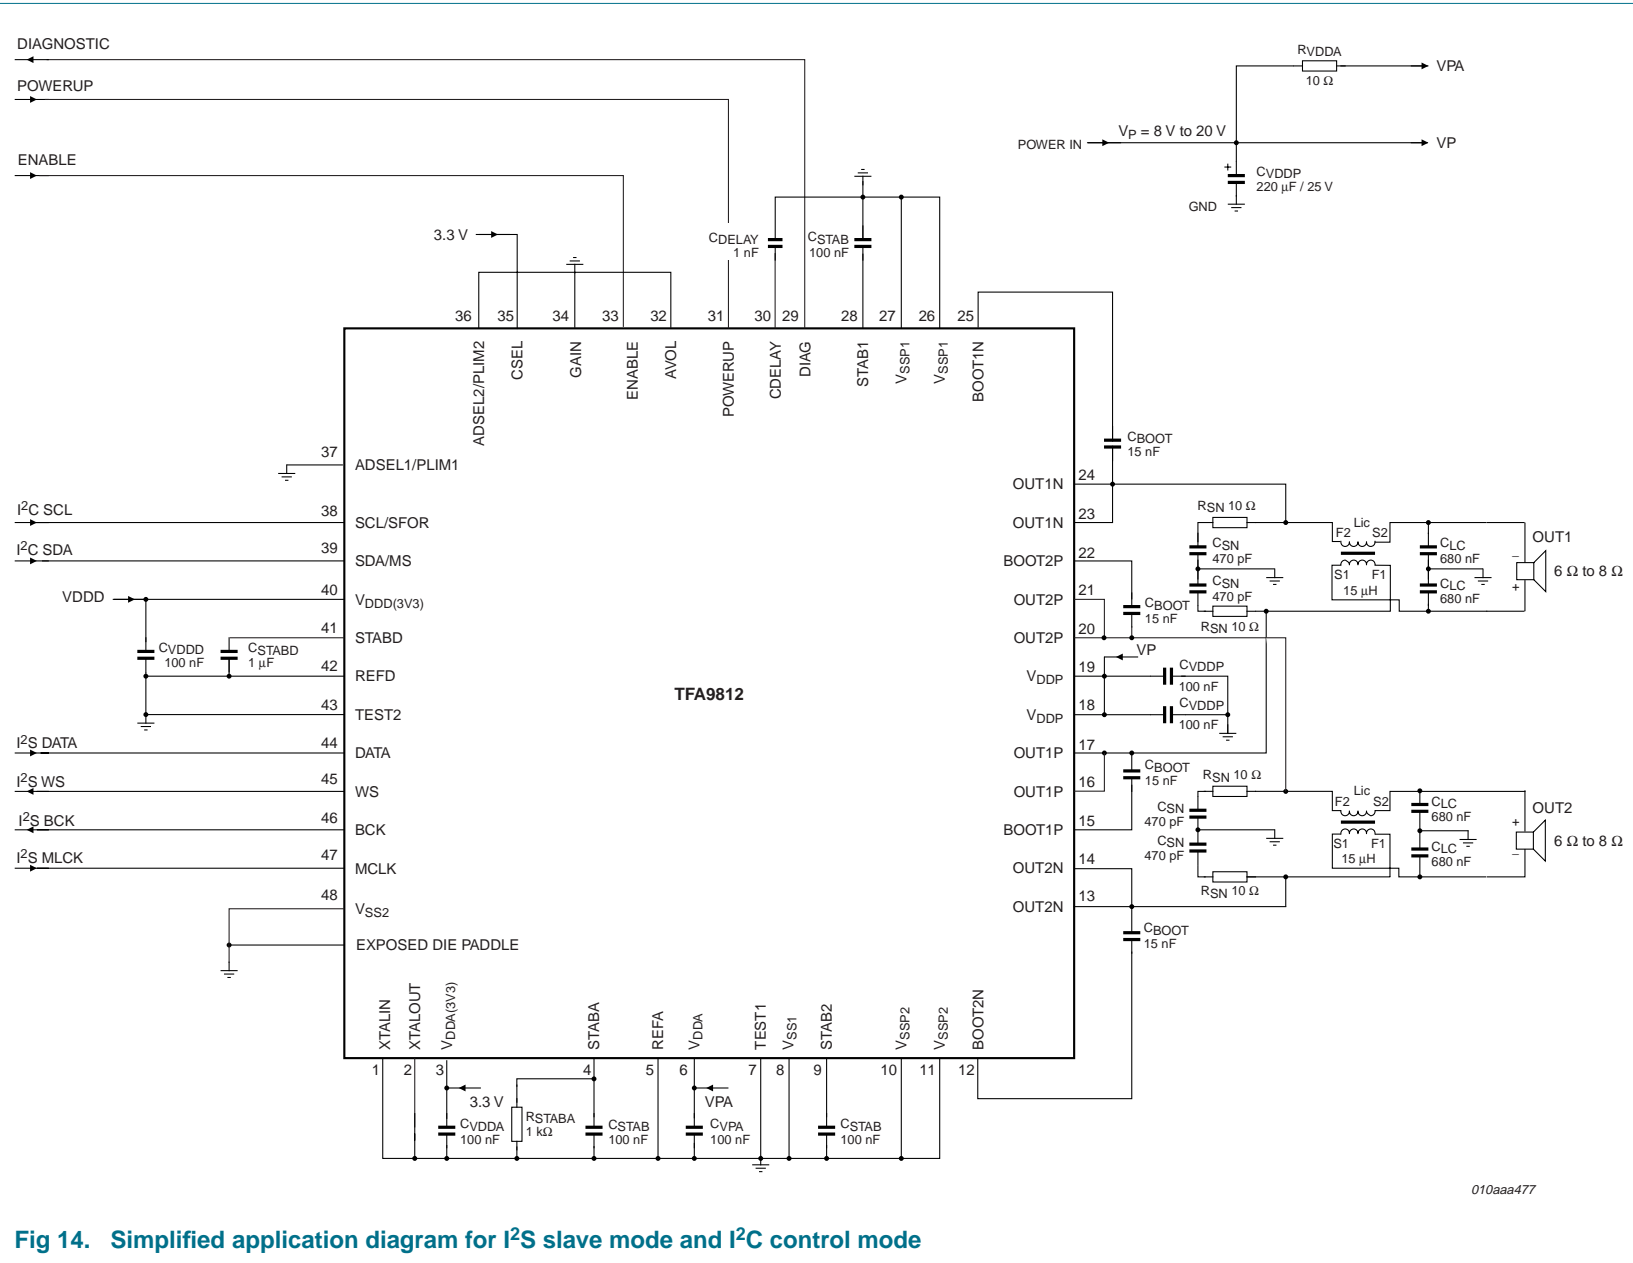 DIAGNOSTIC
POWERUP
ENABLE
RVDDA
10 Ω
VPA
POWER IN
VP = 8 V to 20 V
VP
+
CVDDP
220 μF / 25 V
GND
3.3 V
CDELAY
1 nF
CSTAB
100 nF
36 35 34 33 32 31 30 29 28 27 26 25
ADSEL2/PLIM2
CSEL
GAIN
ENABLE
AVOL
POWERUP
CDELAY
DIAG
STAB1
VSSP1
VSSP1
BOOT1N
37
ADSEL1/PLIM1
I2C SCL
38
SCL/SFOR
I2C SDA
39
SDA/MS
VDDD
40
VDDD(3V3)
41
STABD
CVDDD
100 nF
CSTABD
1 μF
42
REFD
43
TEST2
I2S DATA
44
DATA
I2S WS
45
WS
I2S BCK
46
BCK
I2S MLCK
47
MCLK
48
VSS2
EXPOSED DIE PADDLE
TFA9812
CBOOT
15 nF
OUT1N
24
OUT1N
23
BOOT2P
22
OUT2P
21
CBOOT
15 nF
OUT2P
20
VP
VDDP
19
CVDDP
100 nF
VDDP
18
CVDDP
100 nF
OUT1P
17
CBOOT
15 nF
OUT1P
16
BOOT1P
15
OUT2N
14
OUT2N
13
CBOOT
15 nF
RSN 10 Ω
CSN
470 pF
CSN
470 pF
RSN 10 Ω
Lic
F2 S2
S1 F1
15 μH
CLC
680 nF
CLC
680 nF
OUT1
−
+
6 Ω to 8 Ω
RSN 10 Ω
CSN
470 pF
CSN
470 pF
RSN 10 Ω
Lic
F2 S2
S1 F1
15 μH
CLC
680 nF
CLC
680 nF
OUT2
+
−
6 Ω to 8 Ω
XTALIN
XTALOUT
VDDA(3V3)
STABA
REFA
VDDA
TEST1
VSS1
STAB2
VSSP2
VSSP2
BOOT2N
1 2 3 4 5 6 7 8 9 10 11 12
3.3 V
CVDDA
100 nF
RSTABA
1 kΩ
CSTAB
100 nF
VPA
CVPA
100 nF
CSTAB
100 nF
010aaa477
Fig 14. Simplified application diagram for I2S slave mode and I2C control mode